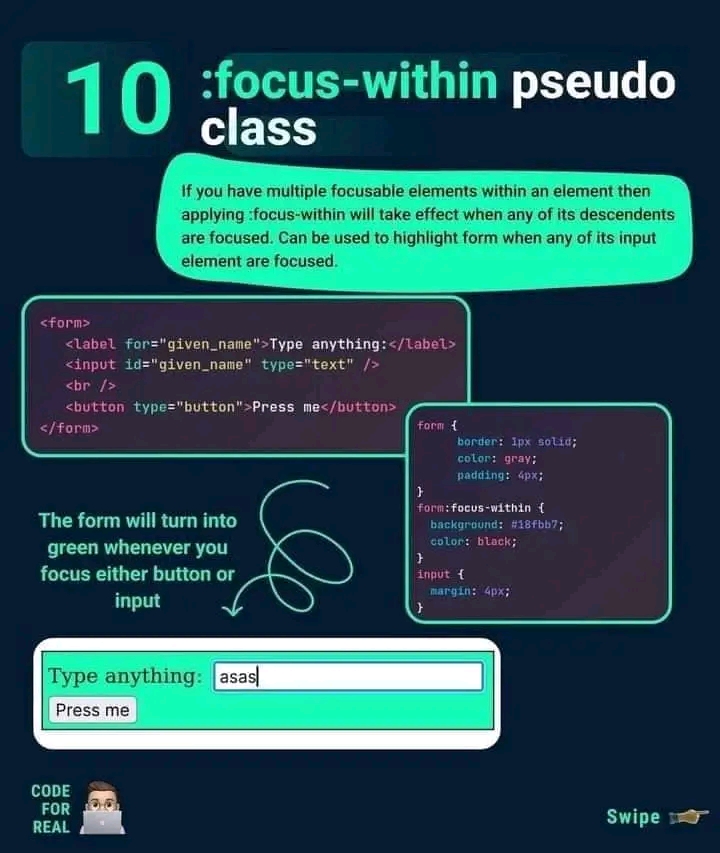 10
:focus-within pseudo
class
If you have multiple focusable elements within an element then
applying :focus-within will take effect when any of its descendents
are focused. Can be used to highlight form when any of its input
element are focused.
<form>
<label for="given_name">Type anything:</label>
<input id="given_name" type="text" />
<br />
<button type="button">Press me</button>
</form>
form {
border: 1px solid;
color: gray;
padding: 4px;
}
form:focus-within {
background: #18fbb7;
color: black;
}
input {
margin: 4px;
}
The form will turn into
green whenever you
focus either button or
input
Type anything: asas
Press me
CODE
FOR
REAL
Swipe